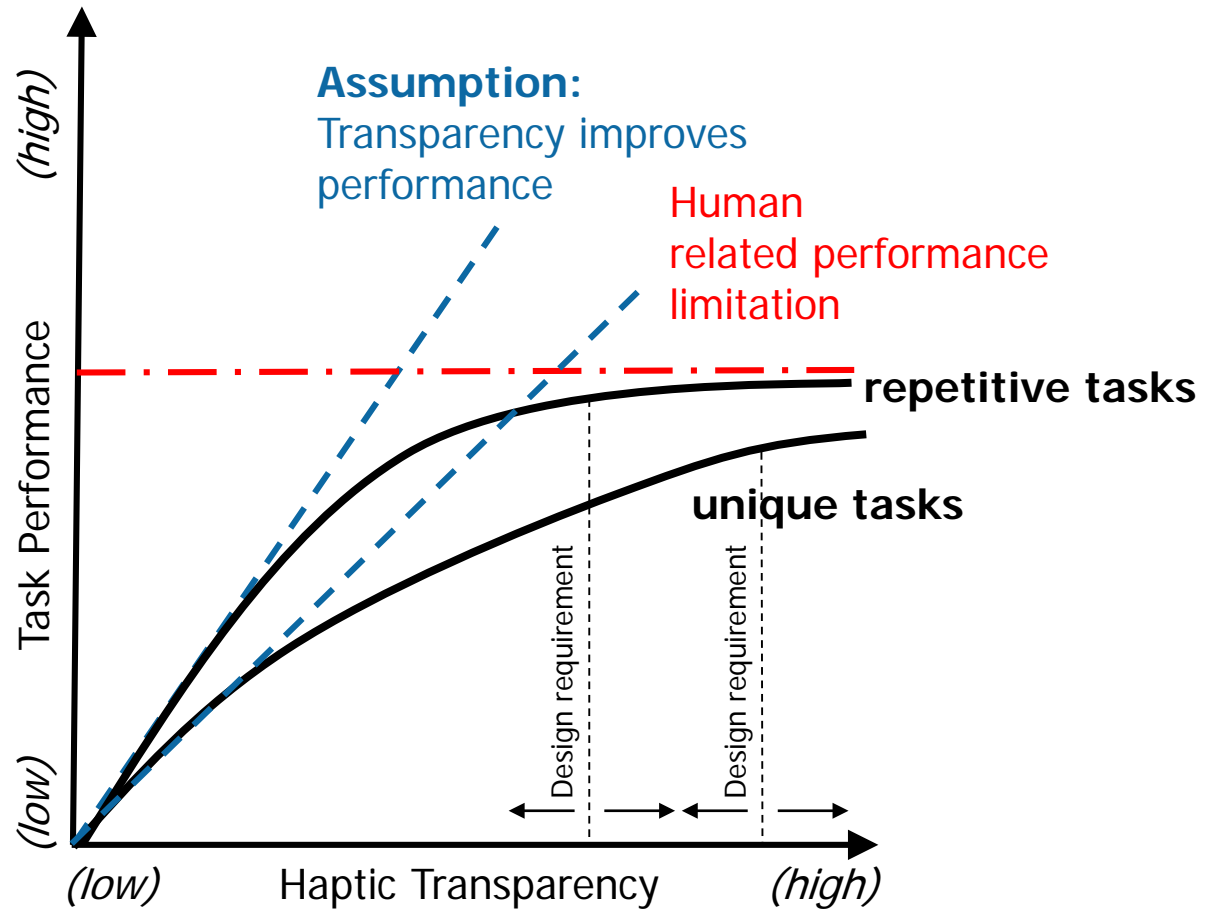 (high)
Assumption:
Transparency improves
performance
Human
related performance
limitation
Task Performance
repetitive tasks
unique tasks
Design requirement
Design requirement
(low)
(low)
Haptic Transparency
(high)